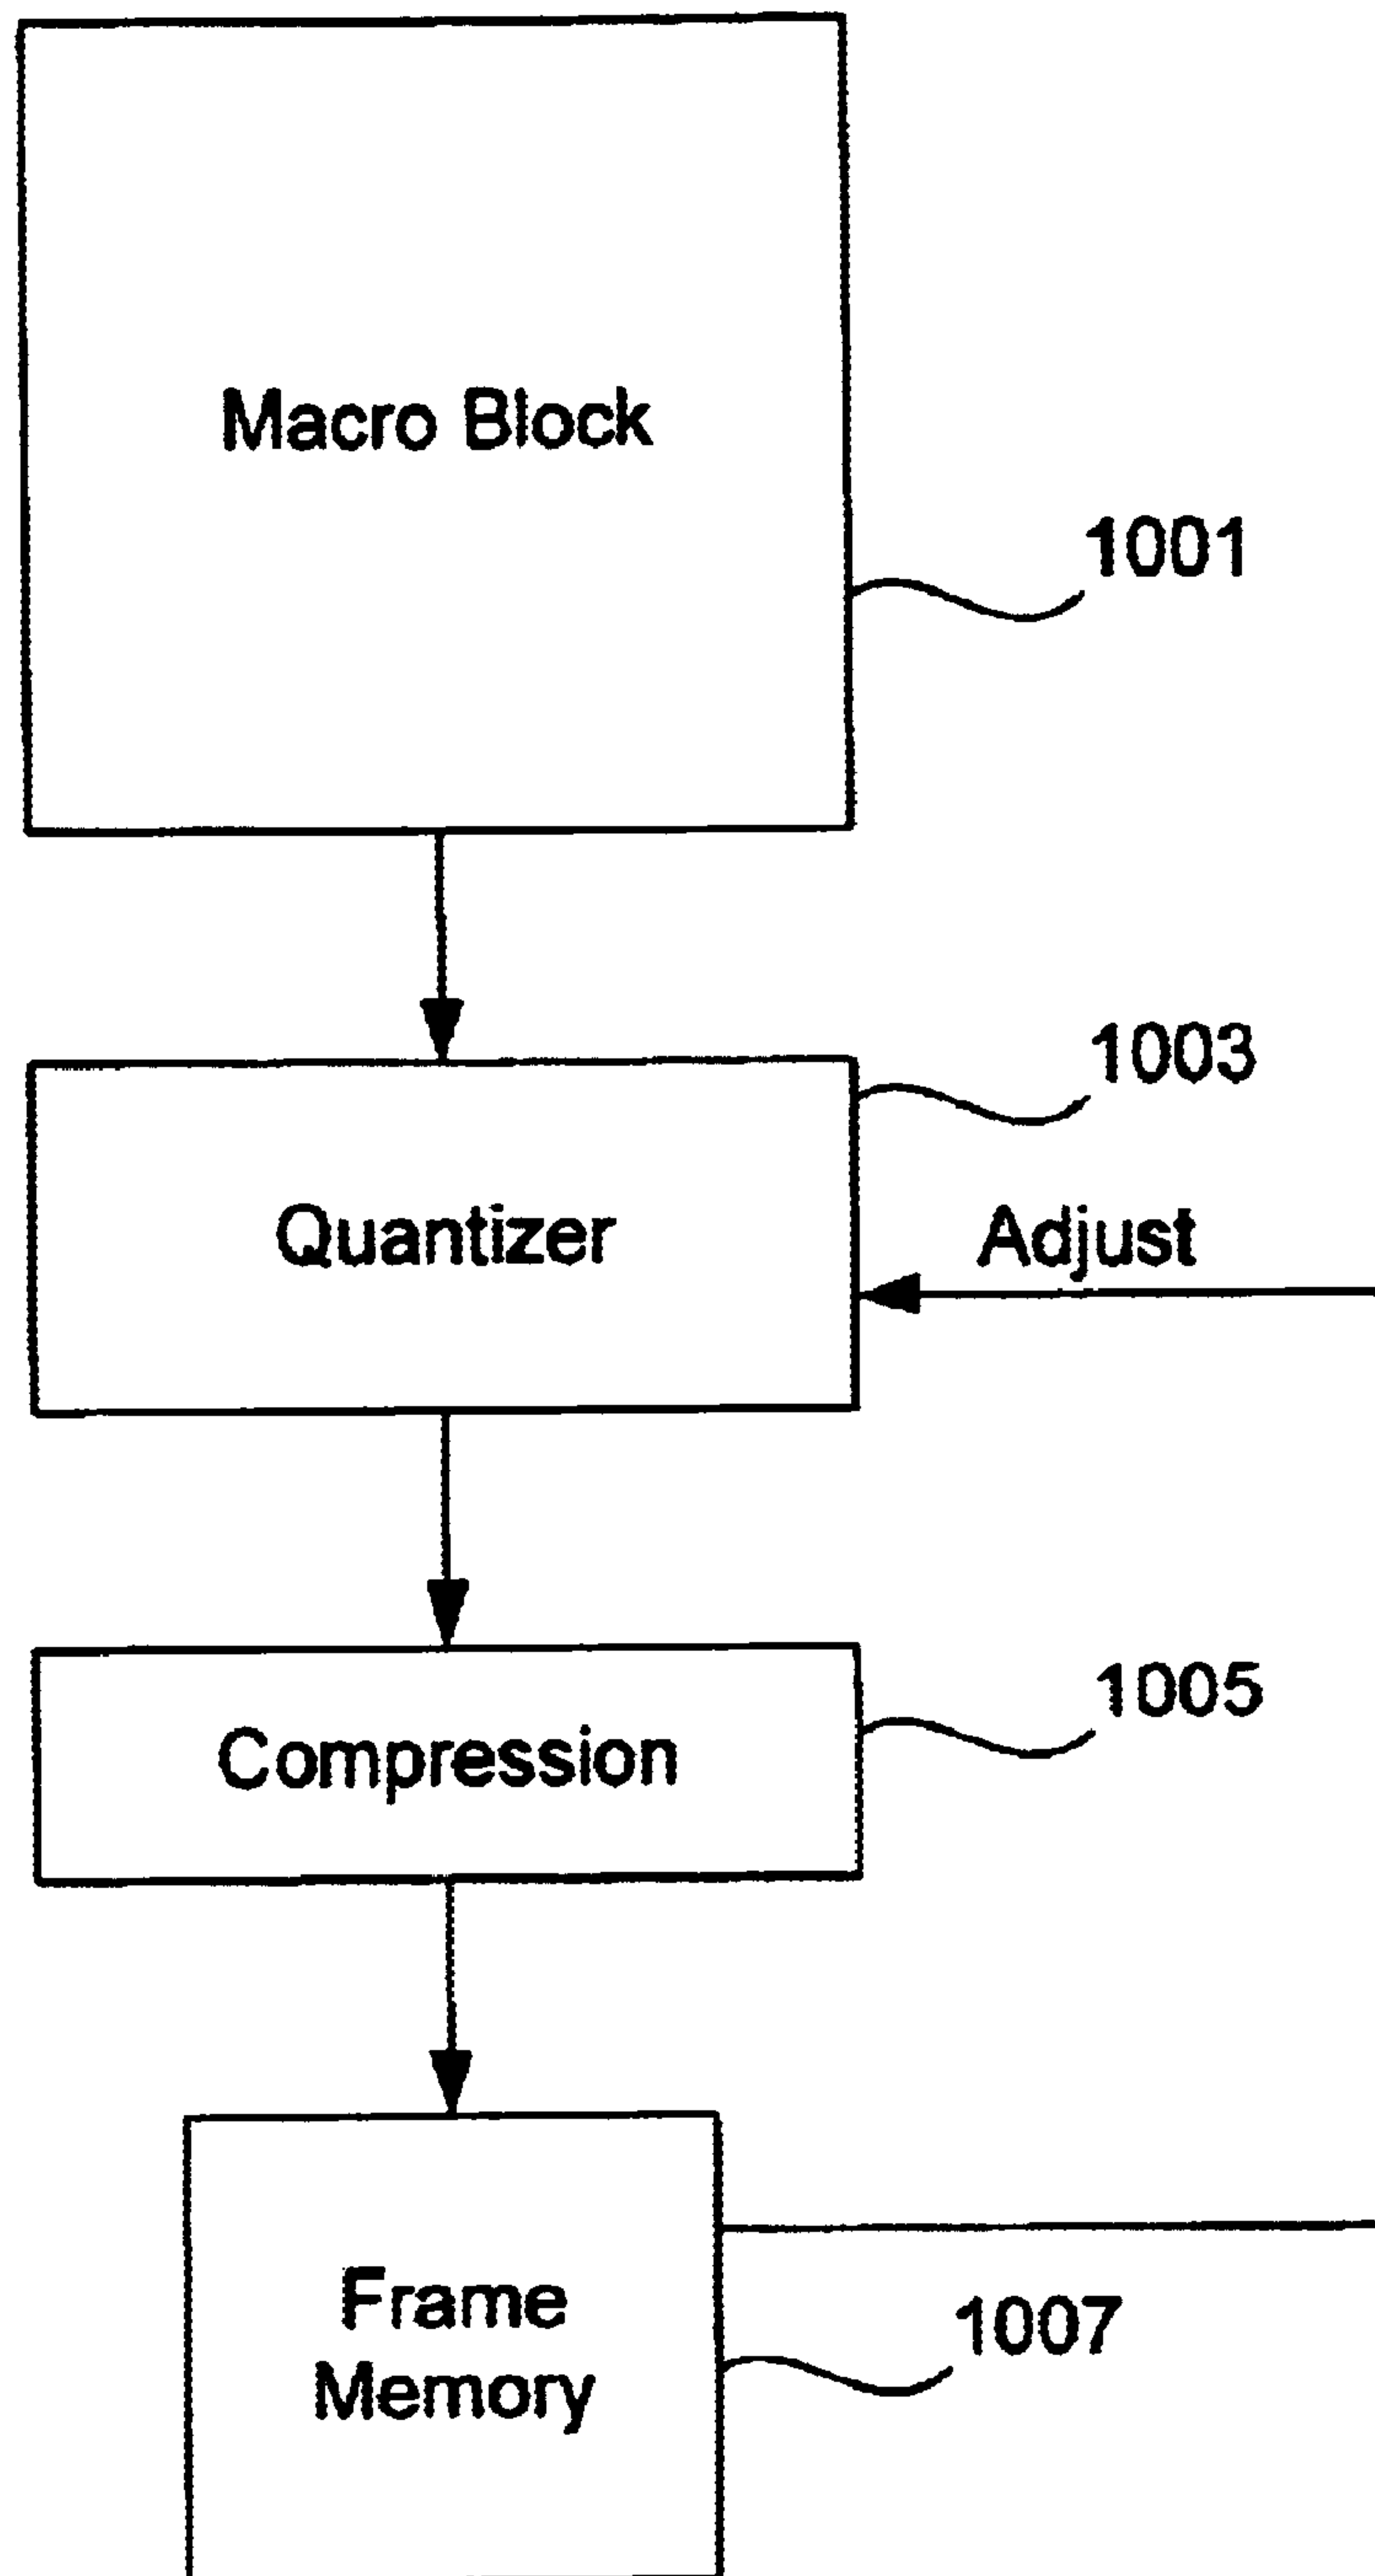 Macro Block
1001
1003
Quantizer
Adjust
1005
Compression
Frame
Memory
1007